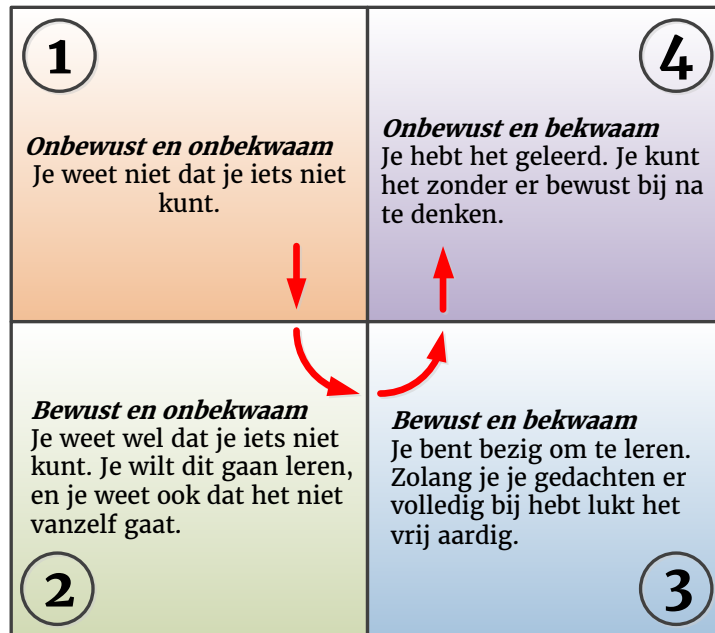 1
Onbewust en onbekwaam
Je weet niet dat je iets niet
kunt.
4
Onbewust en bekwaam
Je hebt het geleerd. Je kunt
het zonder er bewust bij na
te denken.
Bewust en onbekwaam
Je weet wel dat je iets niet
kunt. Je wilt dit gaan leren,
en je weet ook dat het niet
vanzelf gaat.
2
Bewust en bekwaam
Je bent bezig om te leren.
Zolang je je gedachten er
volledig bij hebt lukt het
vrij aardig.
3